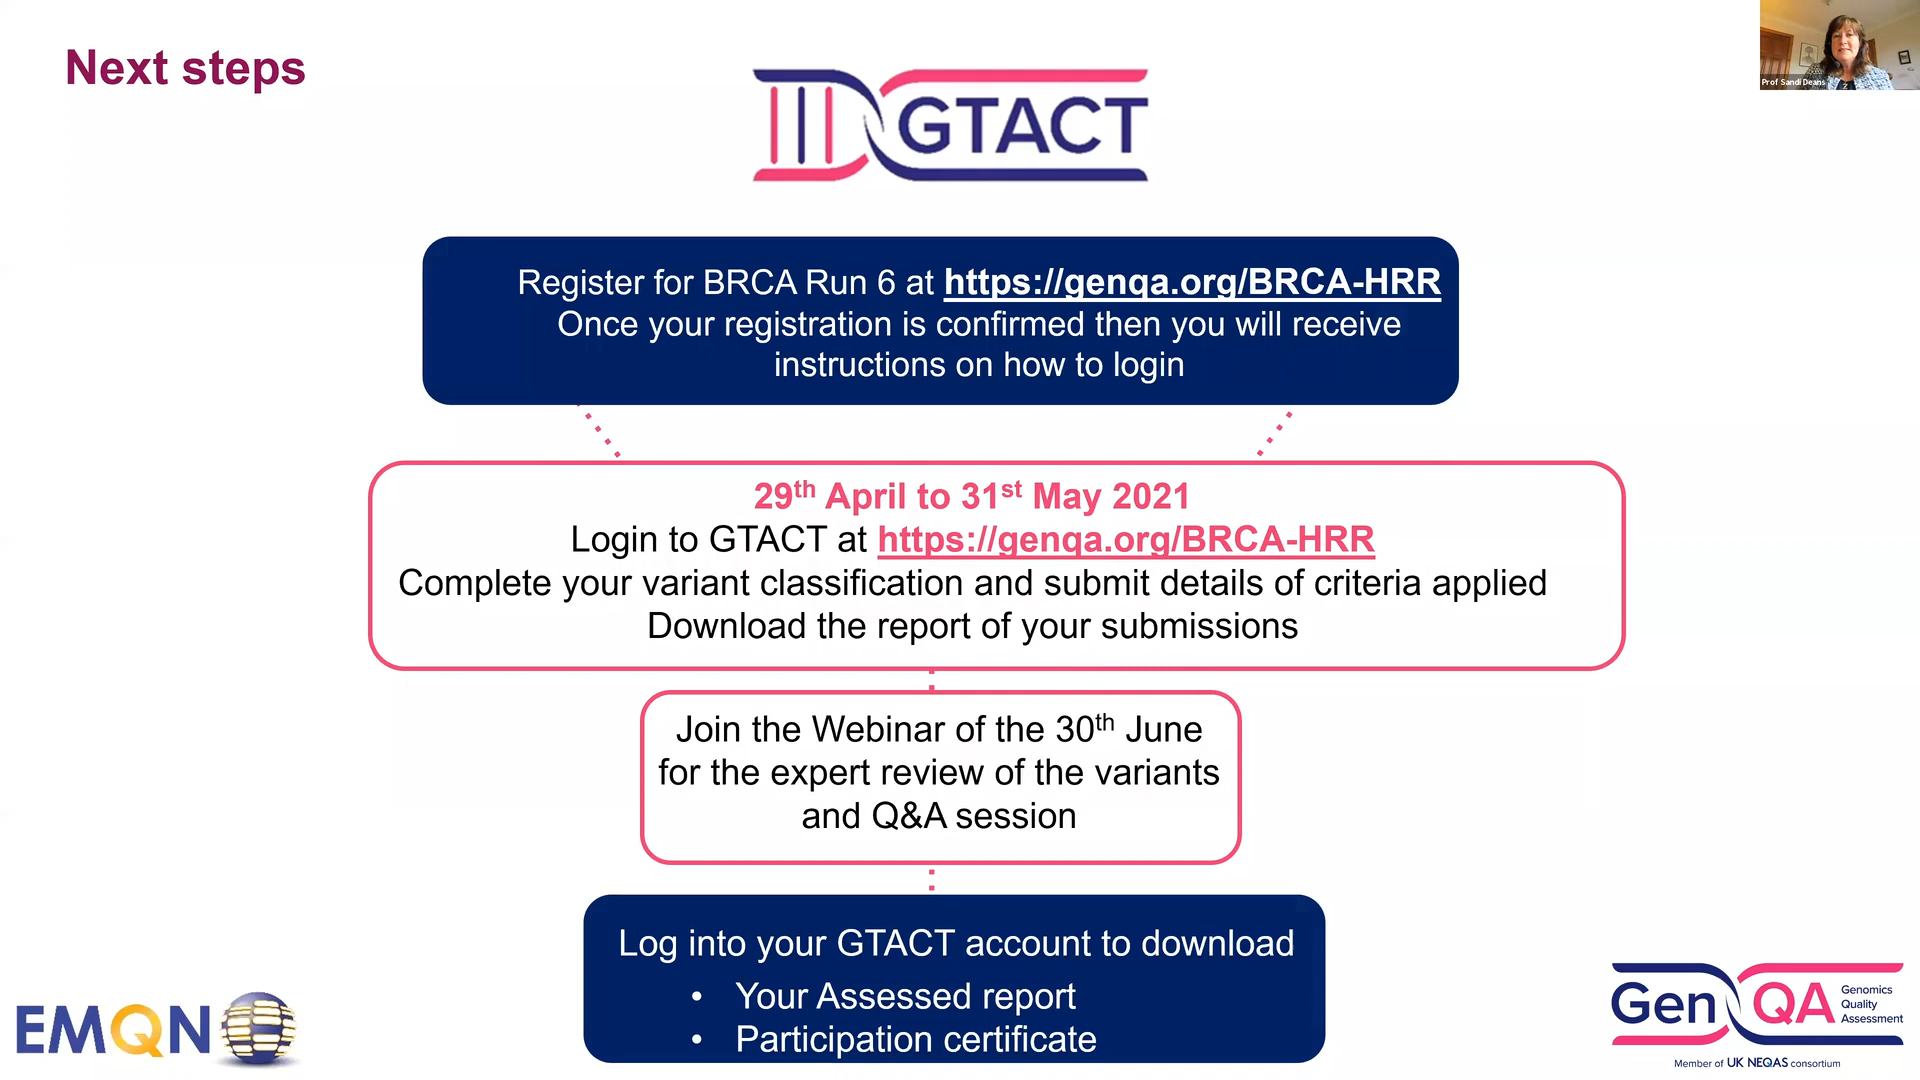 Next steps
GTACT
Prof Sandi Deans
Register for BRCA Run 6 at https://genqa.org/BRCA-HRR
Once your registration is confirmed then you will receive
instructions on how to login
29th April to 31st May 2021
Login to GTACT at https://genqa.org/BRCA-HRR
Complete your variant classification and submit details of criteria applied
Download the report of your submissions
Join the Webinar of the 30th June
for the expert review of the variants
and Q&A session
Log into your GTACT account to download
• Your Assessed report
• Participation certificate
EMQN
GenQA
Genomics
Quality
Assessment
Member of UK NEQAS consortium